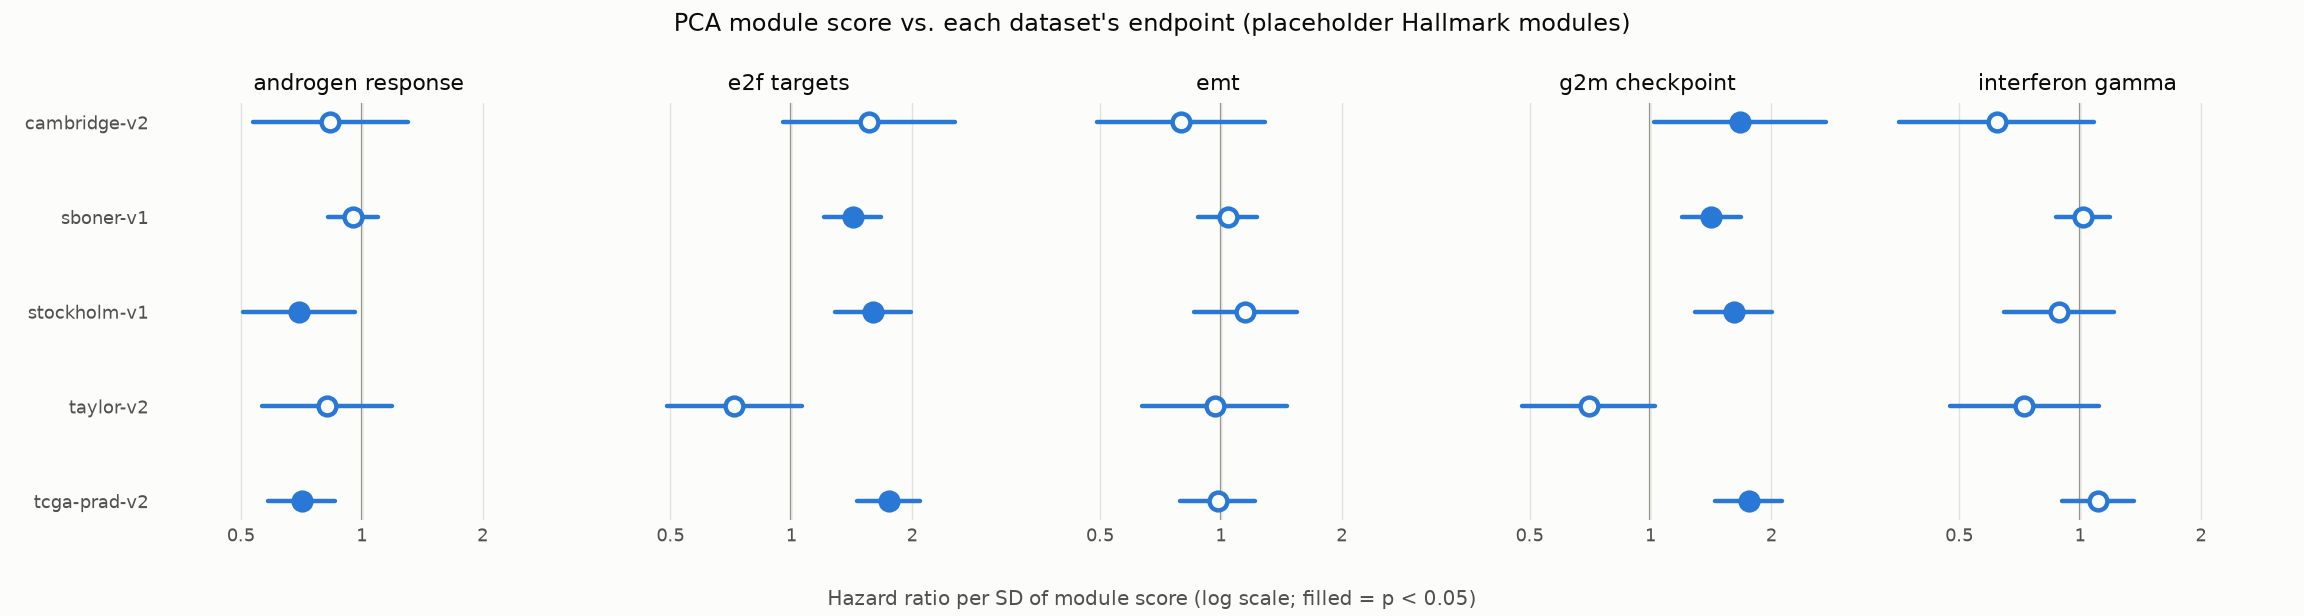 PCA module score vs. each dataset's endpoint (placeholder Hallmark modules)
androgen response
e2f targets
emt
g2m checkpoint
interferon gamma
cambridge-v2
sboner-v1
stockholm-v1
taylor-v2
tcga-prad-v2
0.5 1 2
0.5 1 2
0.5 1 2
0.5 1 2
0.5 1 2
Hazard ratio per SD of module score (log scale; filled = p < 0.05)